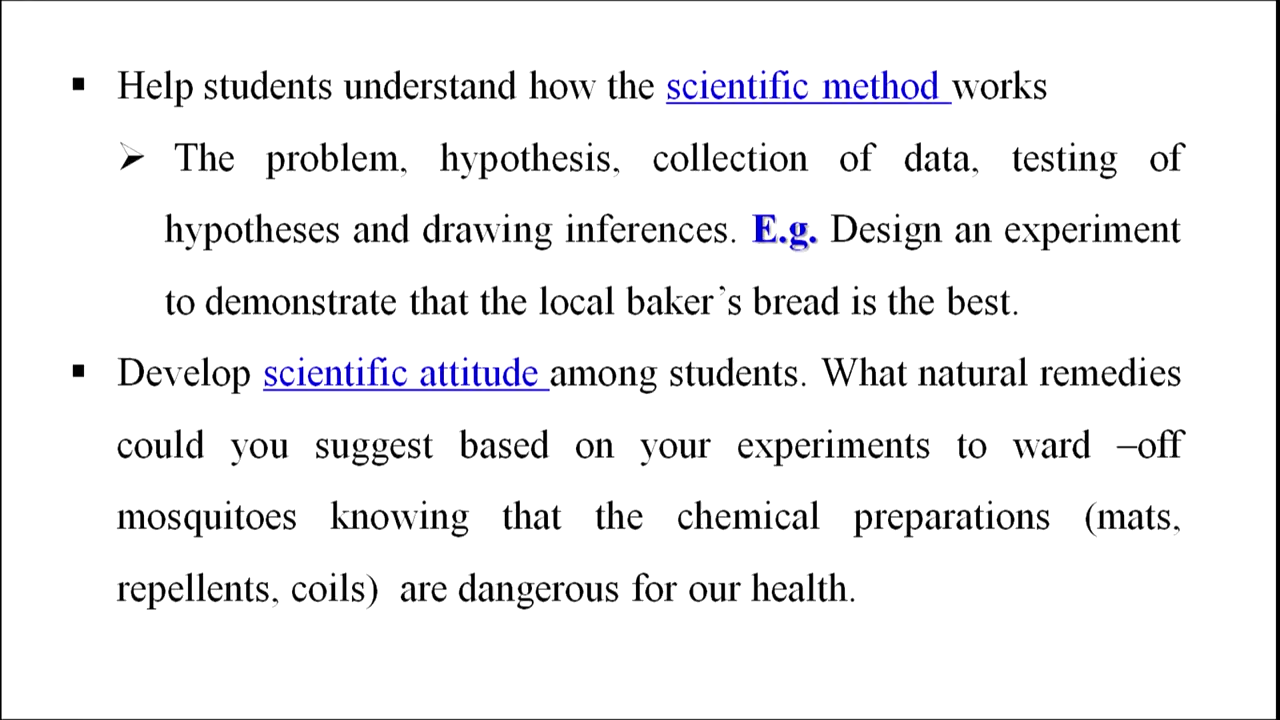 ▪ Help students understand how the scientific method works
➢ The problem, hypothesis, collection of data, testing of
hypotheses and drawing inferences. E.g. Design an experiment
to demonstrate that the local baker’s bread is the best.
▪ Develop scientific attitude among students. What natural remedies
could you suggest based on your experiments to ward –off
mosquitoes knowing that the chemical preparations (mats,
repellents, coils) are dangerous for our health.